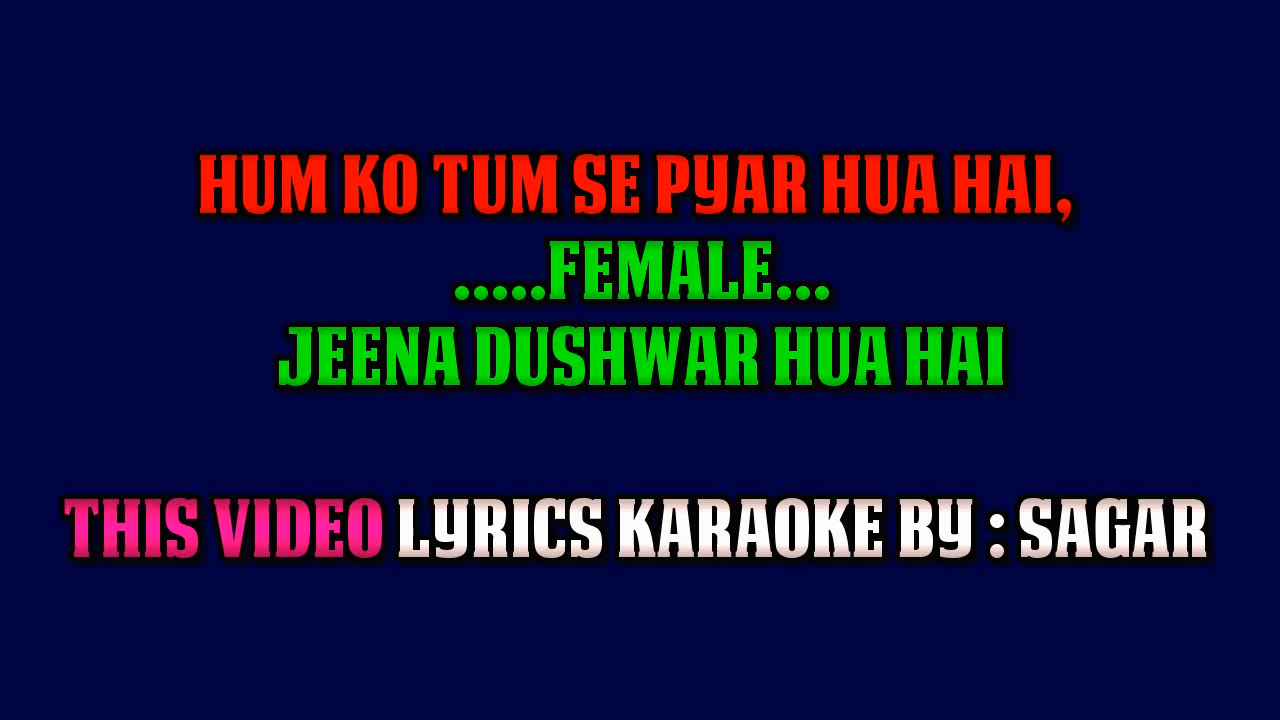 HUM KO TUM SE PYAR HUA HAI,
.....FEMALE...
JEENA DUSHWAR HUA HAI
THIS VIDEO LYRICS KARAOKE BY : SAGAR